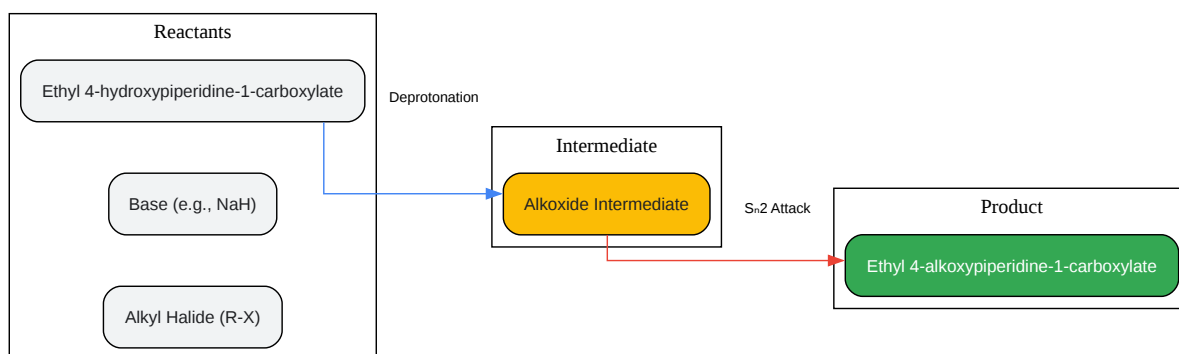 Reactants
Ethyl 4-hydroxypiperidine-1-carboxylate
Deprotonation
Base (e.g., NaH)
Alkyl Halide (R-X)
Intermediate
Alkoxide Intermediate
Sₙ2 Attack
Product
Ethyl 4-alkoxypiperidine-1-carboxylate